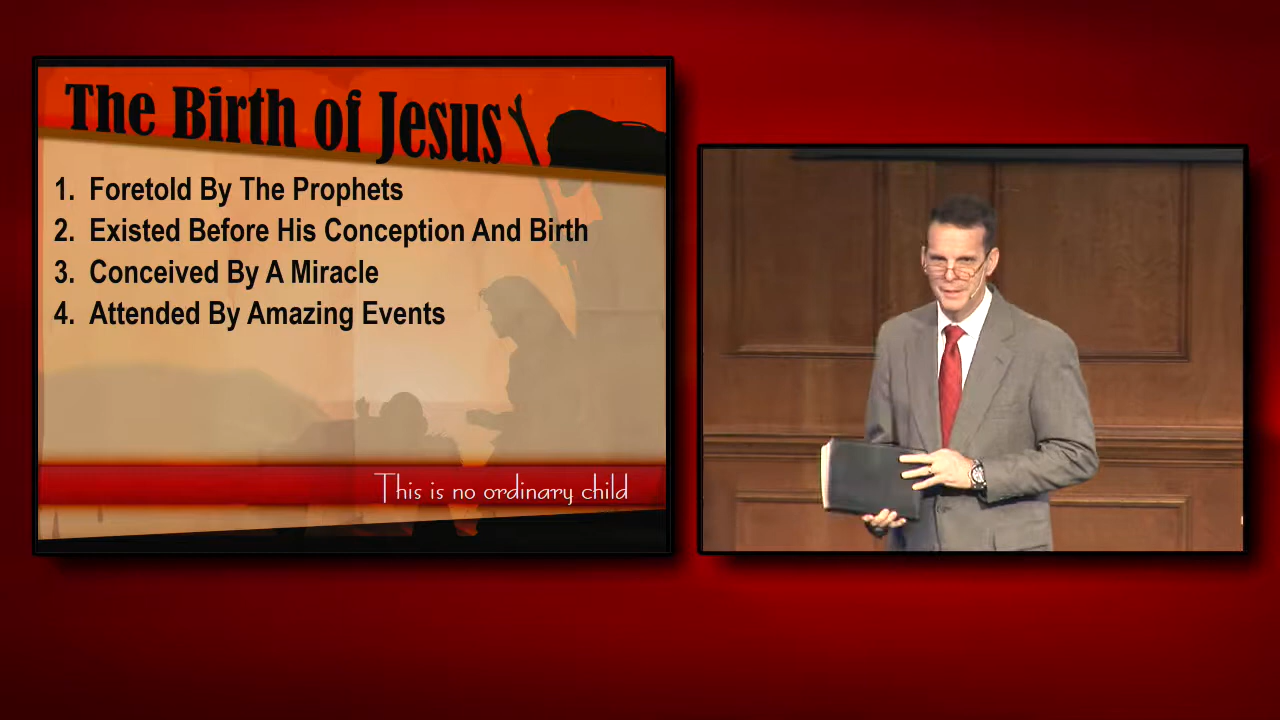 The Birth of Jesus
1. Foretold By The Prophets
2. Existed Before His Conception And Birth
3. Conceived By A Miracle
4. Attended By Amazing Events
This is no ordinary child